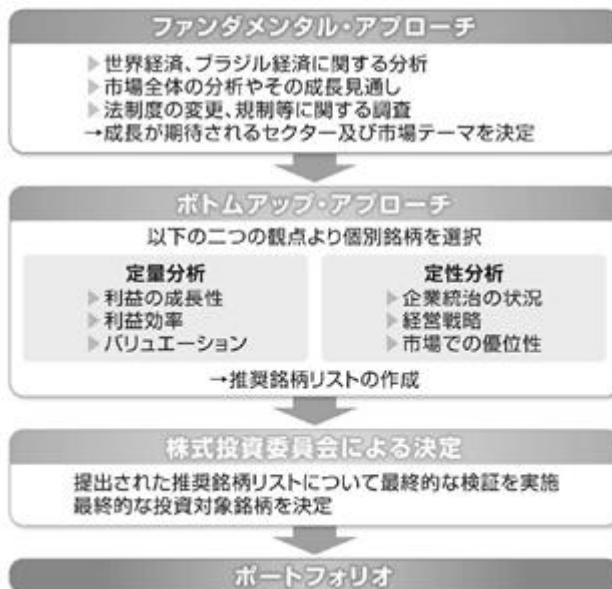 ファンダメンタル・アプローチ
▶世界経済、ブラジル経済に関する分析
▶市場全体の分析やその成長見通し
▶法制度の変更、規制等に関する調査
→成長が期待されるセクター及び市場テーマを決定
ボトムアップ・アプローチ
以下の二つの観点より個別銘柄を選択
定量分析
▶利益の成長性
▶利益効率
▶バリュエーション
定性分析
▶企業統治の状況
▶経営戦略
▶市場での優位性
→推奨銘柄リストの作成
株式投資委員会による決定
提出された推奨銘柄リストについて最終的な検証を実施
最終的な投資対象銘柄を決定
ポートフォリオ